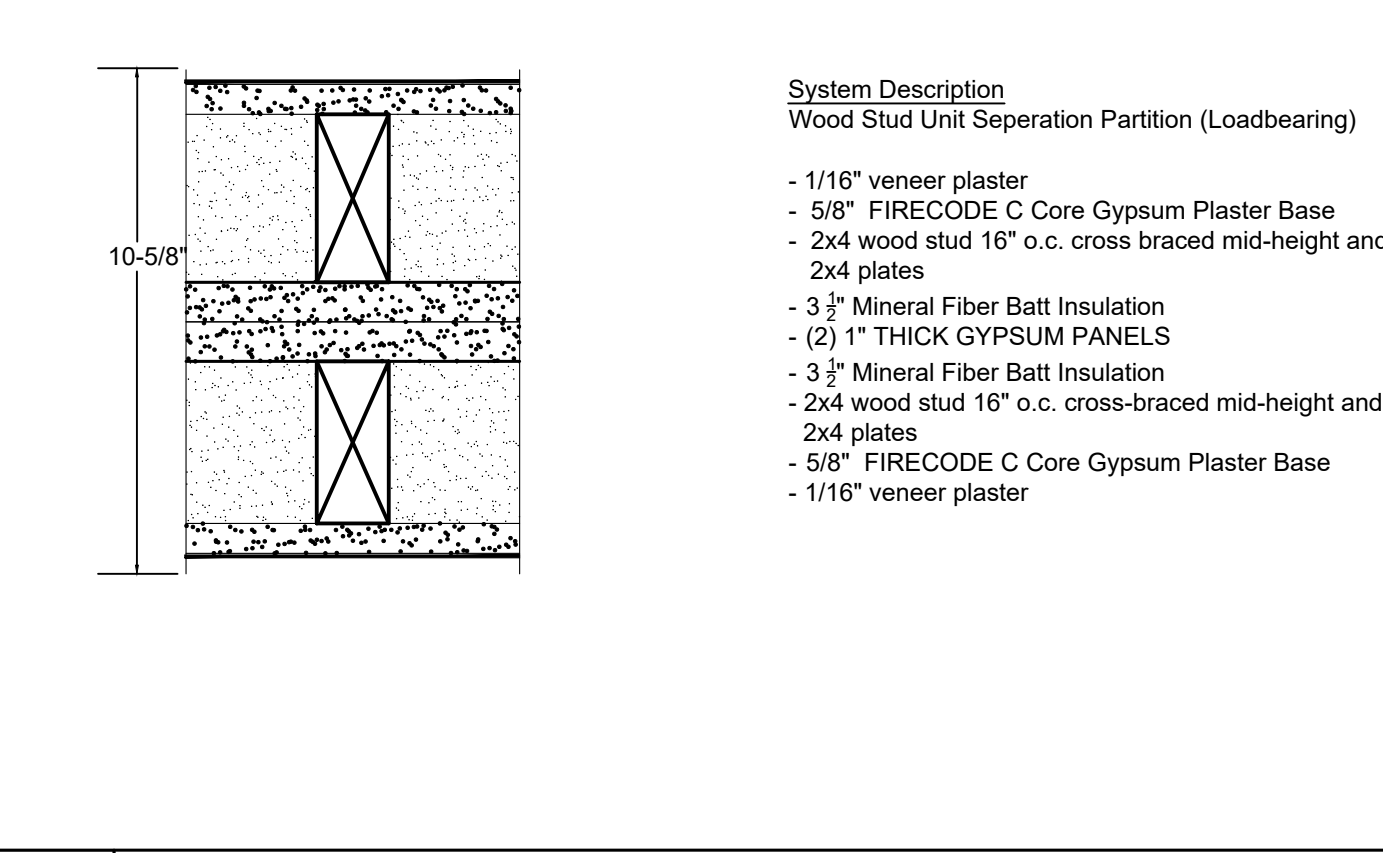 10-5/8"
System Description
Wood Stud Unit Seperation Partition (Loadbearing)
- 1/16" veneer plaster
- 5/8" FIRECODE C Core Gypsum Plaster Base
- 2x4 wood stud 16" o.c. cross braced mid-height and
2x4 plates
- 3 1/2" Mineral Fiber Batt Insulation
- (2) 1" THICK GYPSUM PANELS
- 3 1/2" Mineral Fiber Batt Insulation
- 2x4 wood stud 16" o.c. cross-braced mid-height and
2x4 plates
- 5/8" FIRECODE C Core Gypsum Plaster Base
- 1/16" veneer plaster